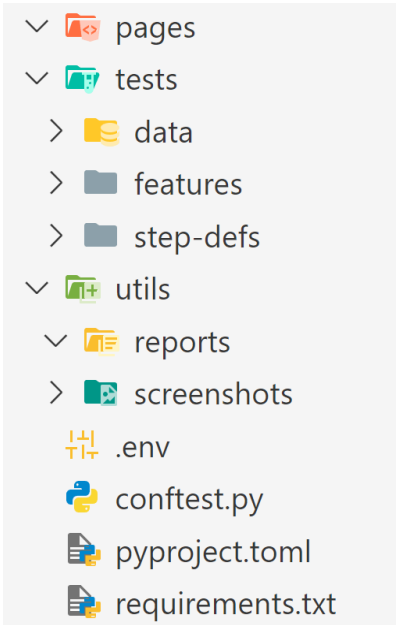 pages
tests
data
features
step-defs
utils
reports
screenshots
.env
conftest.py
pyproject.toml
requirements.txt